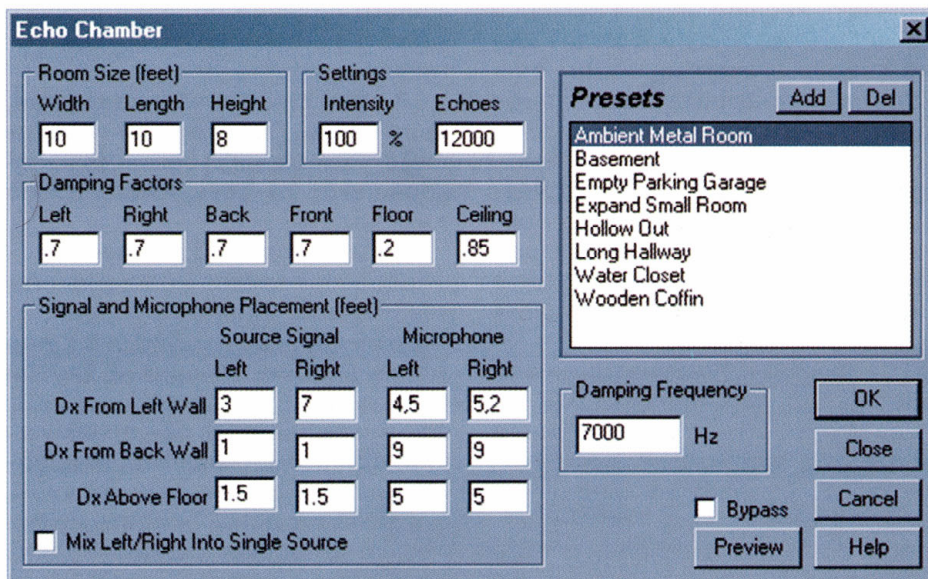 Echo Chamber
Room Size (feet)
Width Length Height
10 10 8
Settings
Intensity Echoes
100 % 12000
Damping Factors
Left Right Back Front Floor Ceiling
.7 .7 .7 .7 .2 .85
Signal and Microphone Placement (feet)
Source Signal Microphone
Left Right Left Right
Dx From Left Wall 3 7 4,5 5,2
Dx From Back Wall 1 1 9 9
Dx Above Floor 1.5 1.5 5 5
Mix Left/Right Into Single Source
Presets Add Del
Ambient Metal Room
Basement
Empty Parking Garage
Expand Small Room
Hollow Out
Long Hallway
Water Closet
Wooden Coffin
Damping Frequency
7000 Hz
OK
Close
Cancel
Bypass
Preview Help